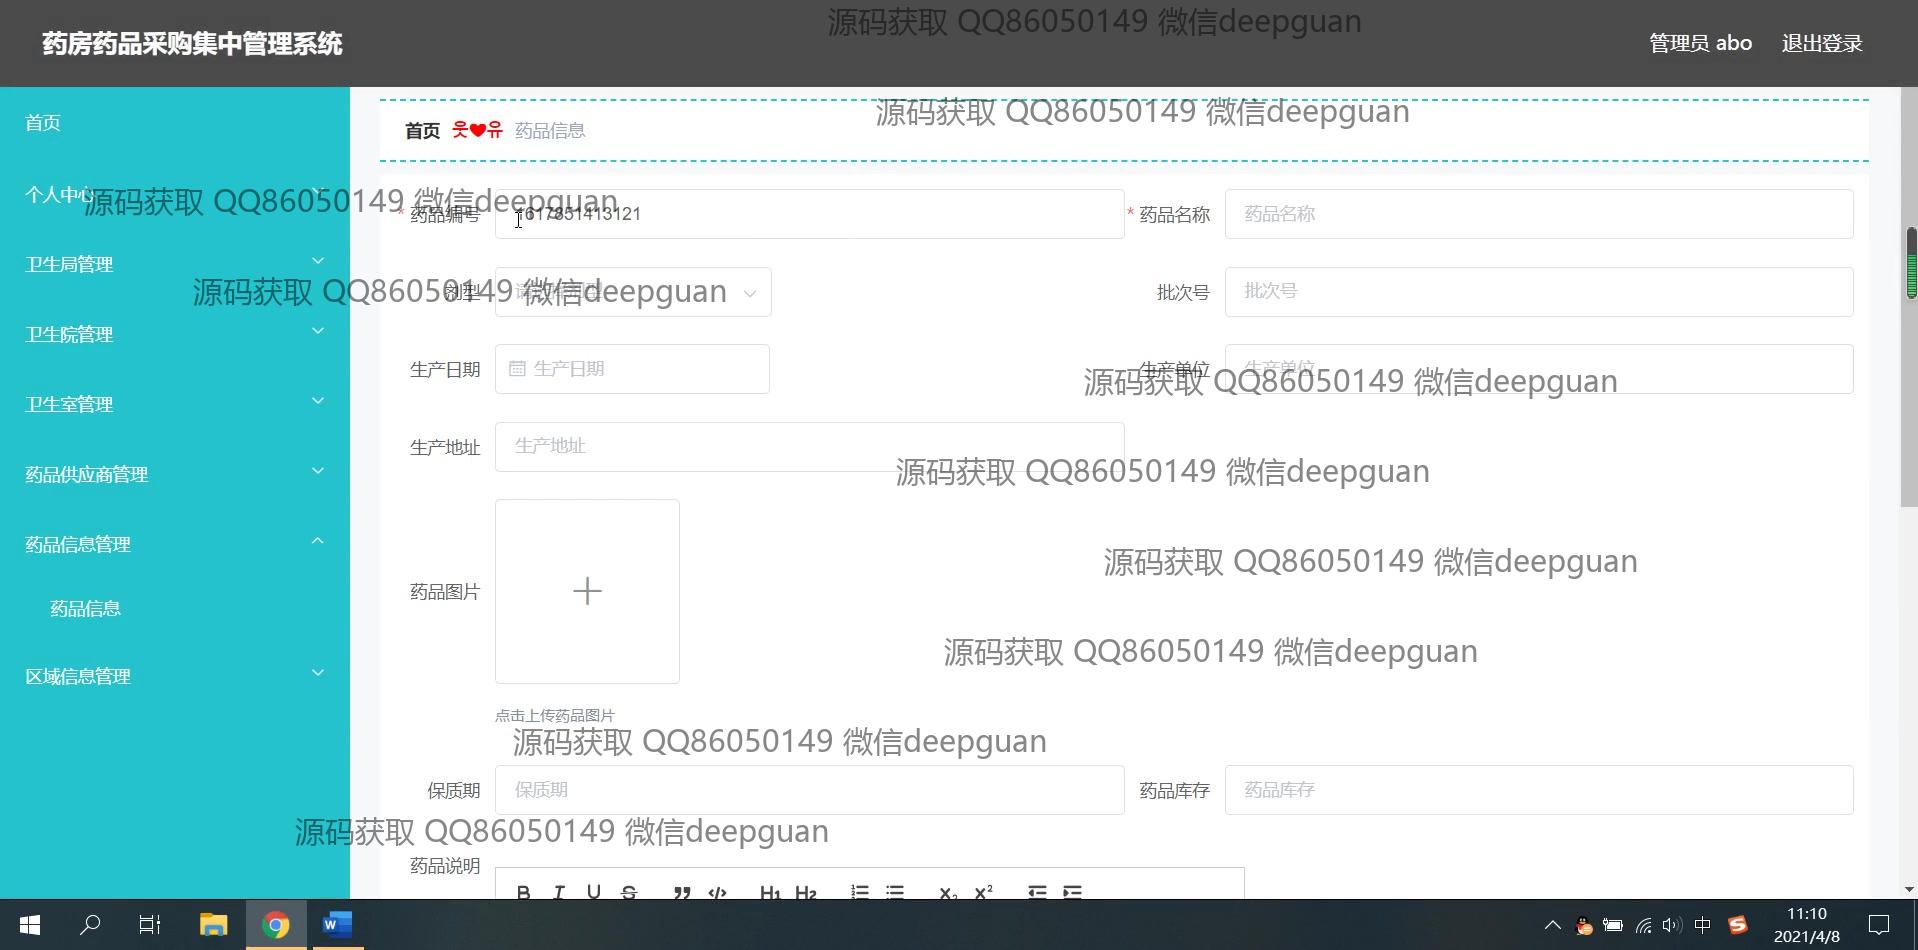 源码获取 QQ86050149 微信deepguan
药房药品采购集中管理系统
管理员 abo
退出登录
首页
源码获取 QQ86050149 微信deepguan
首页 药品信息
个人中心
源码获取 QQ86050149 微信deepguan
* 药品编号 1617851413121
* 药品名称 药品名称
卫生局管理
源码获取 QQ86050149 微信deepguan
剂型
批次号 批次号
卫生院管理
生产日期 生产日期
生产单位 生产单位
源码获取 QQ86050149 微信deepguan
卫生室管理
生产地址 生产地址
源码获取 QQ86050149 微信deepguan
药品供应商管理
药品信息管理
源码获取 QQ86050149 微信deepguan
药品图片
药品信息
源码获取 QQ86050149 微信deepguan
区域信息管理
点击上传药品图片
源码获取 QQ86050149 微信deepguan
保质期 保质期
药品库存 药品库存
源码获取 QQ86050149 微信deepguan
药品说明
B I U S H1 H2 X2 X2
中
11:10
2021/4/8